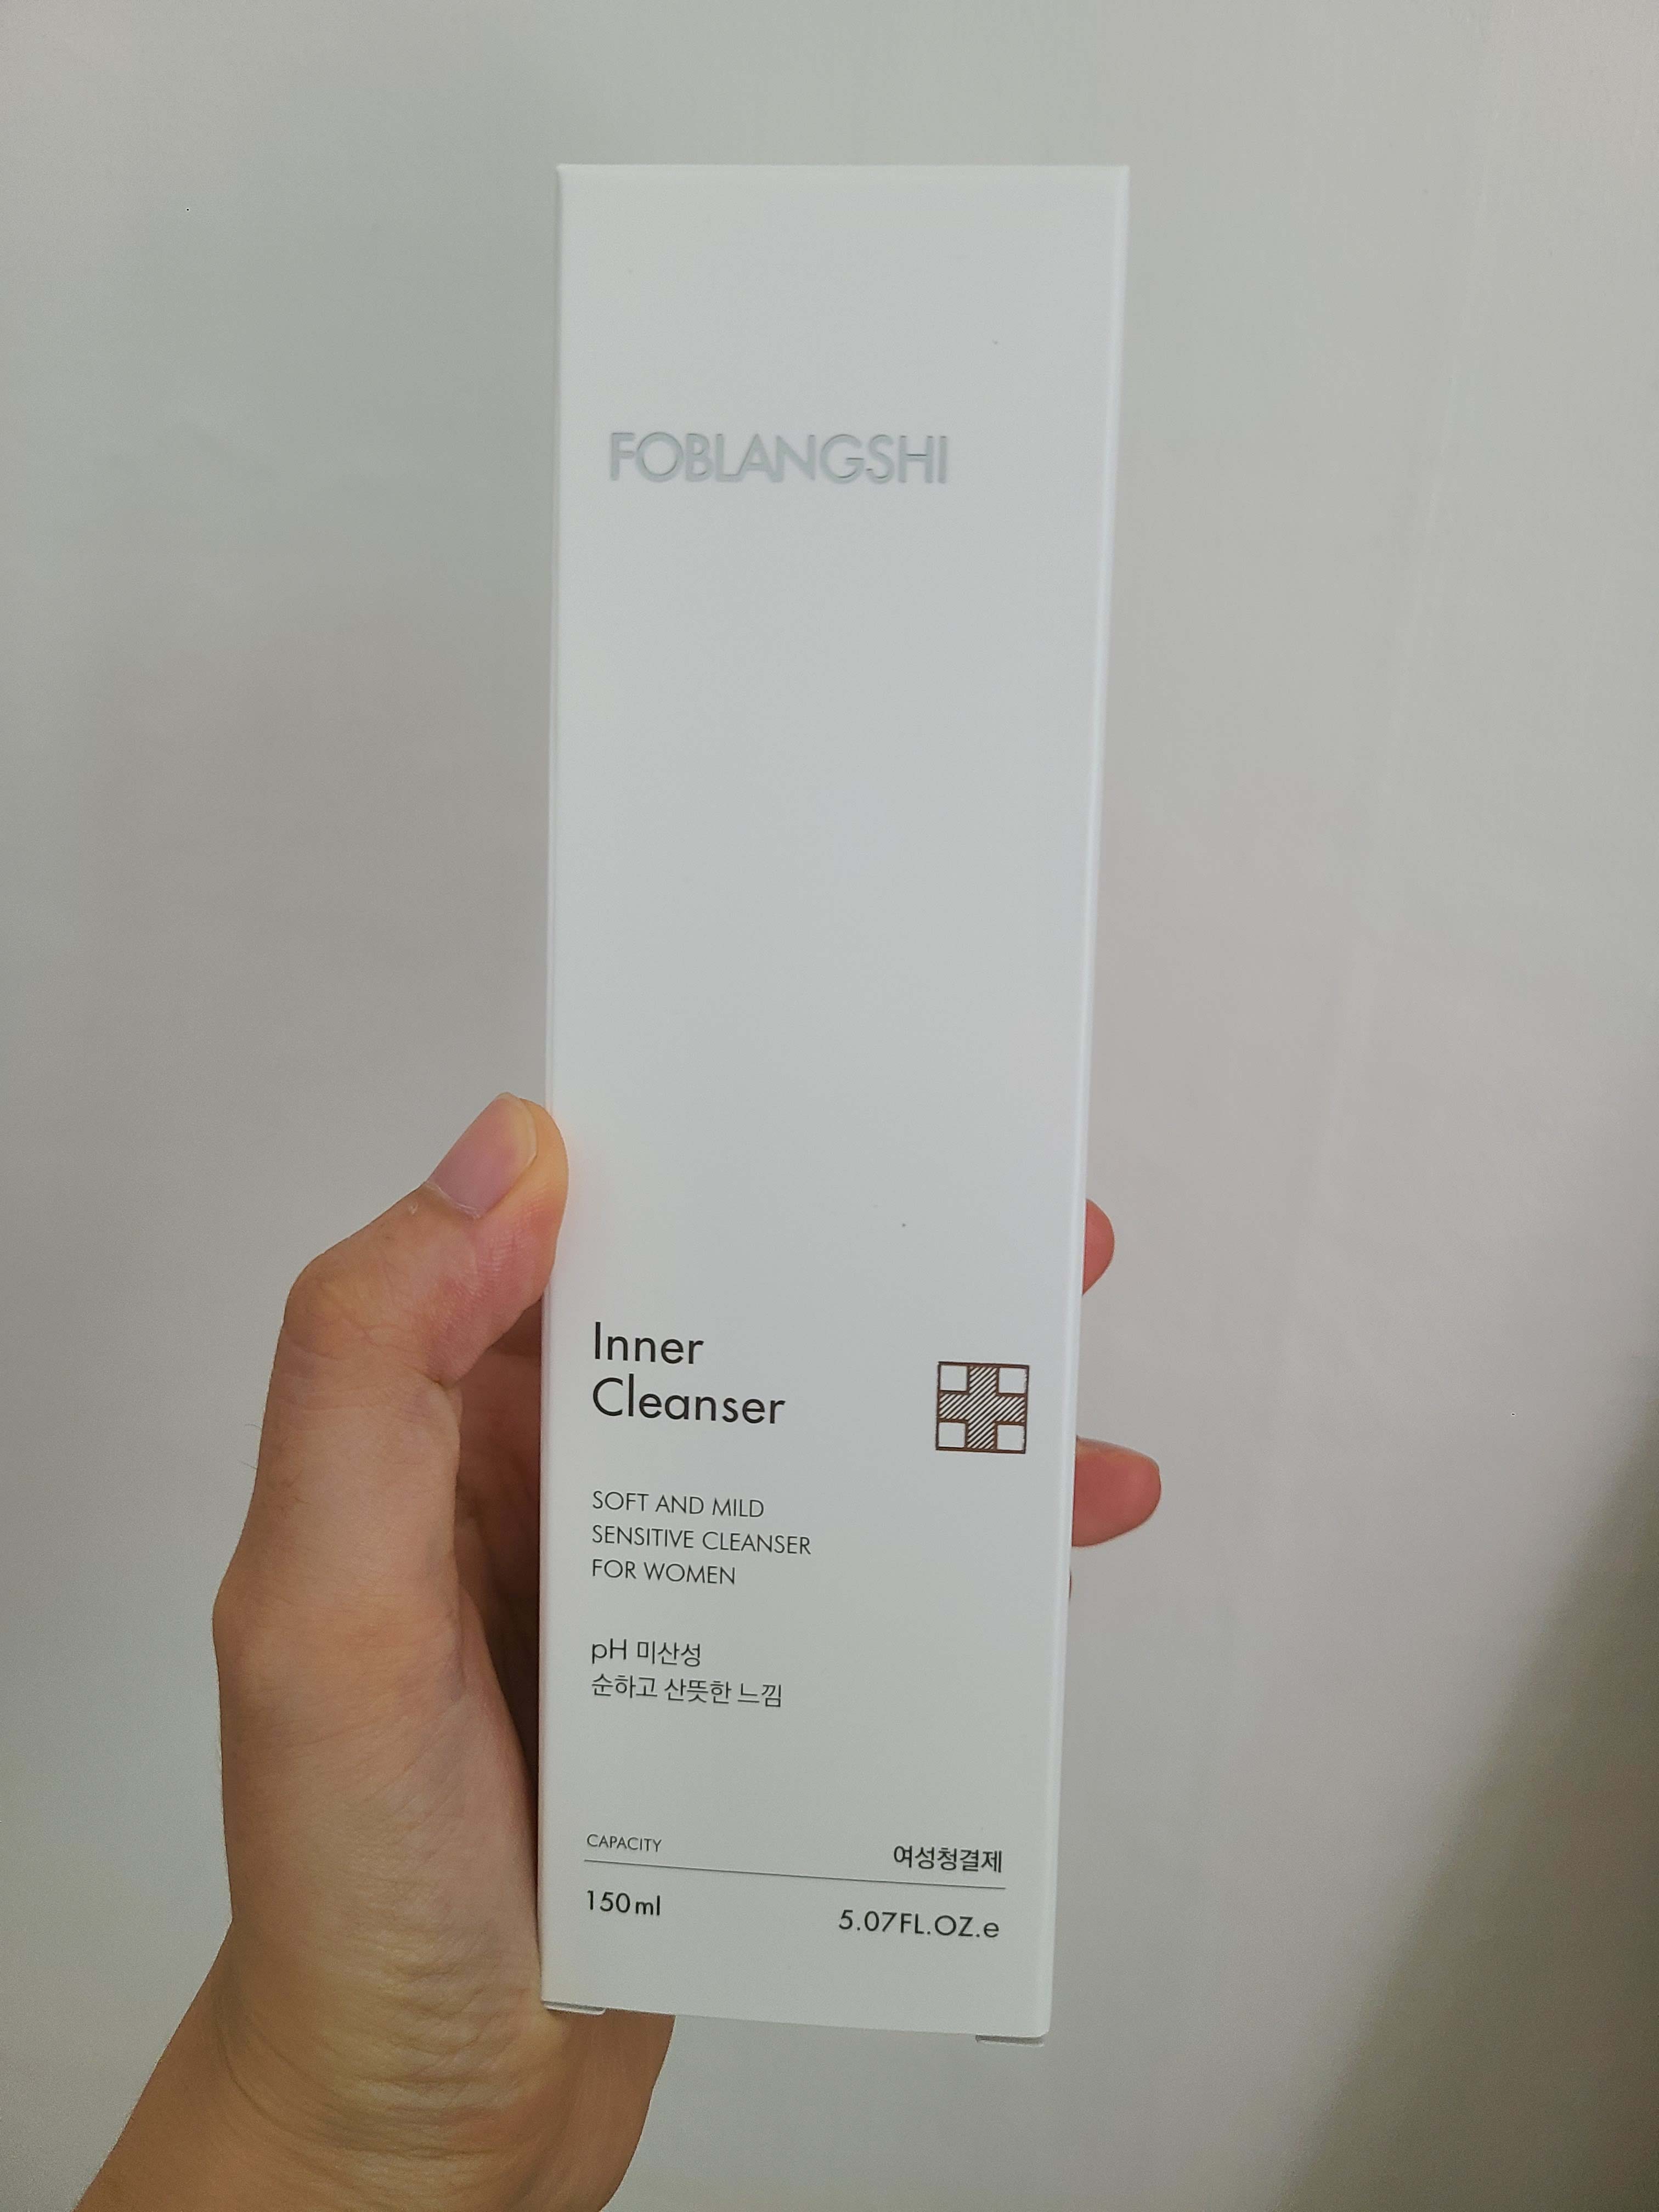 FOBLANGSHI
Inner
Cleanser
SOFT AND MILD
SENSITIVE CLEANSER
FOR WOMEN
pH 미산성
순하고 산뜻한 느낌
CAPACITY
여성청결제
150ml
5.07FL.OZ.e